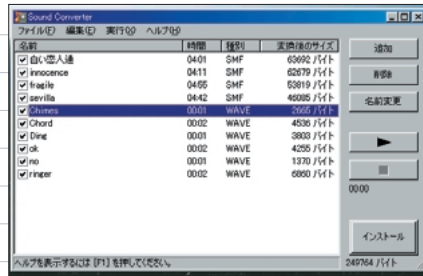 Sound Converter
ファイル(F) 編集(E) 実行(X) ヘルプ(H)
名前 時間 種別 変換後のサイズ
白い恋人達 04:01 SMF 63692 バイト
innocence 04:11 SMF 62679 バイト
fragile 04:55 SMF 53819 バイト
sevilla 04:42 SMF 46085 バイト
Chimes 00:01 WAVE 2665 バイト
Chord 00:02 WAVE 4536 バイト
Ding 00:01 WAVE 3803 バイト
ok 00:02 WAVE 4255 バイト
no 00:01 WAVE 1370 バイト
ringer 00:02 WAVE 6860 バイト
追加
削除
名前変更
00:00
インストール
ヘルプを表示するには [F1] を押してください。
249764 バイト